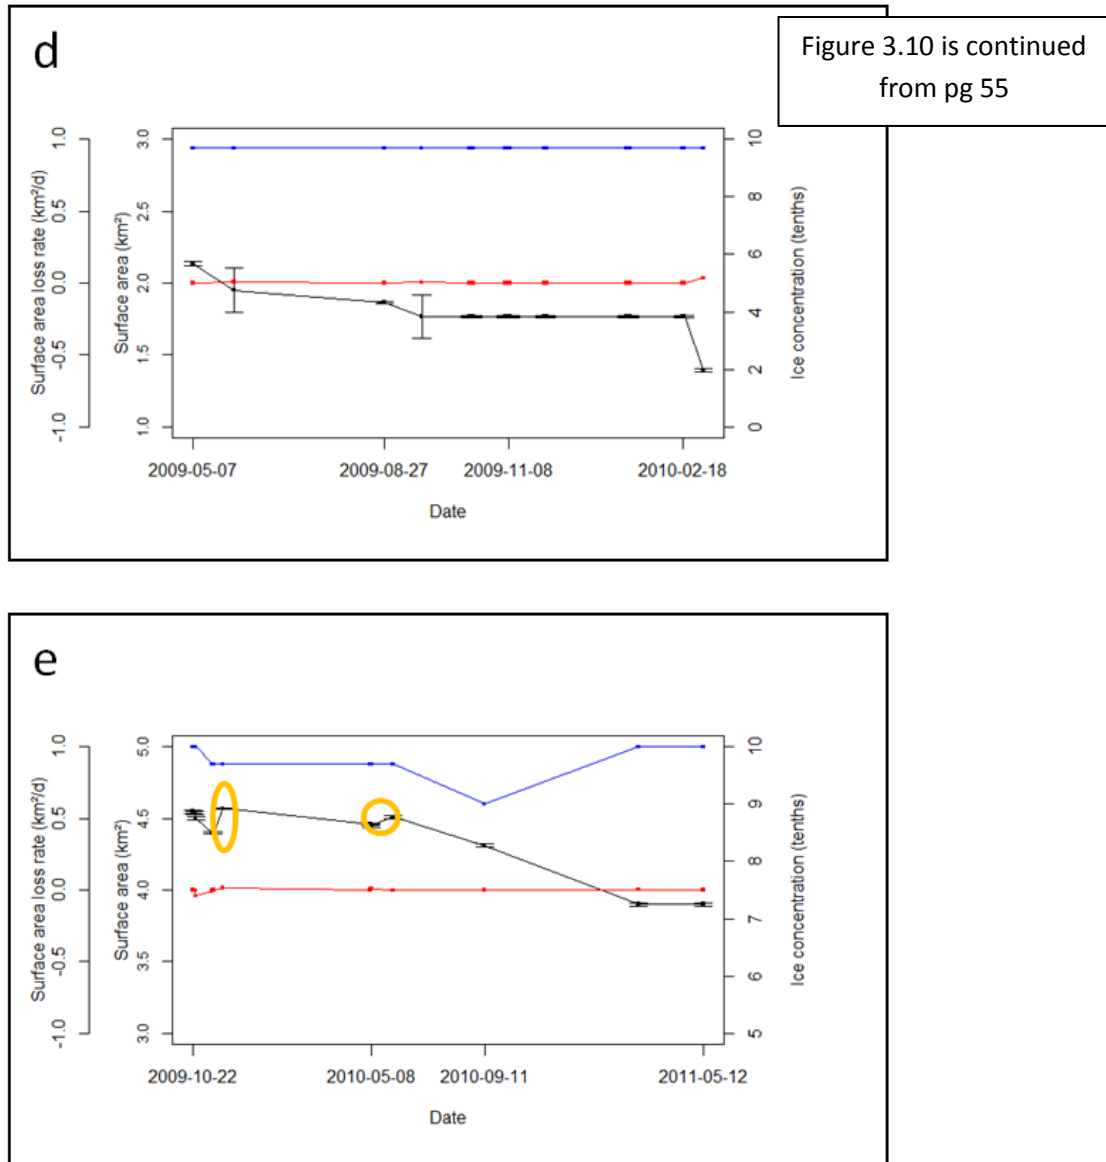 Figure 3.10 is continued
from pg 55
d
Surface area loss rate (km²/d)
-1.0 -0.5 0.0 0.5 1.0
Surface area (km²)
1.0 1.5 2.0 2.5 3.0
Ice concentration (tenths)
0 2 4 6 8 10
2009-05-07 2009-08-27 2009-11-08 2010-02-18
Date
e
Surface area loss rate (km²/d)
-1.0 -0.5 0.0 0.5 1.0
Surface area (km²)
3.0 3.5 4.0 4.5 5.0
Ice concentration (tenths)
5 6 7 8 9 10
2009-10-22 2010-05-08 2010-09-11 2011-05-12
Date